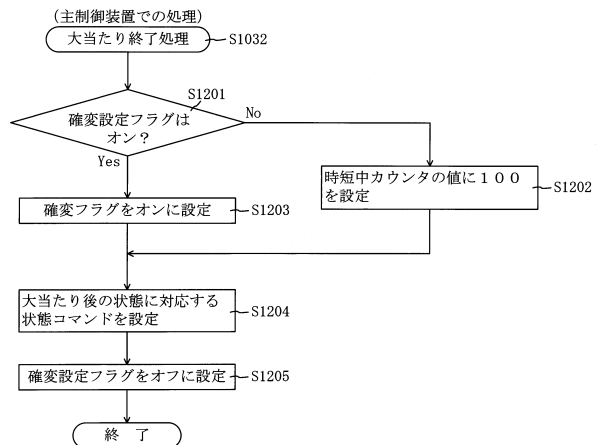 (主制御装置での処理)
大当たり終了処理
S1032
S1201
確変設定フラグは
オン?
No
Yes
時短中カウンタの値に100
を設定
S1202
確変フラグをオンに設定
S1203
大当たり後の状態に対応する
状態コマンドを設定
S1204
確変設定フラグをオフに設定
S1205
終 了